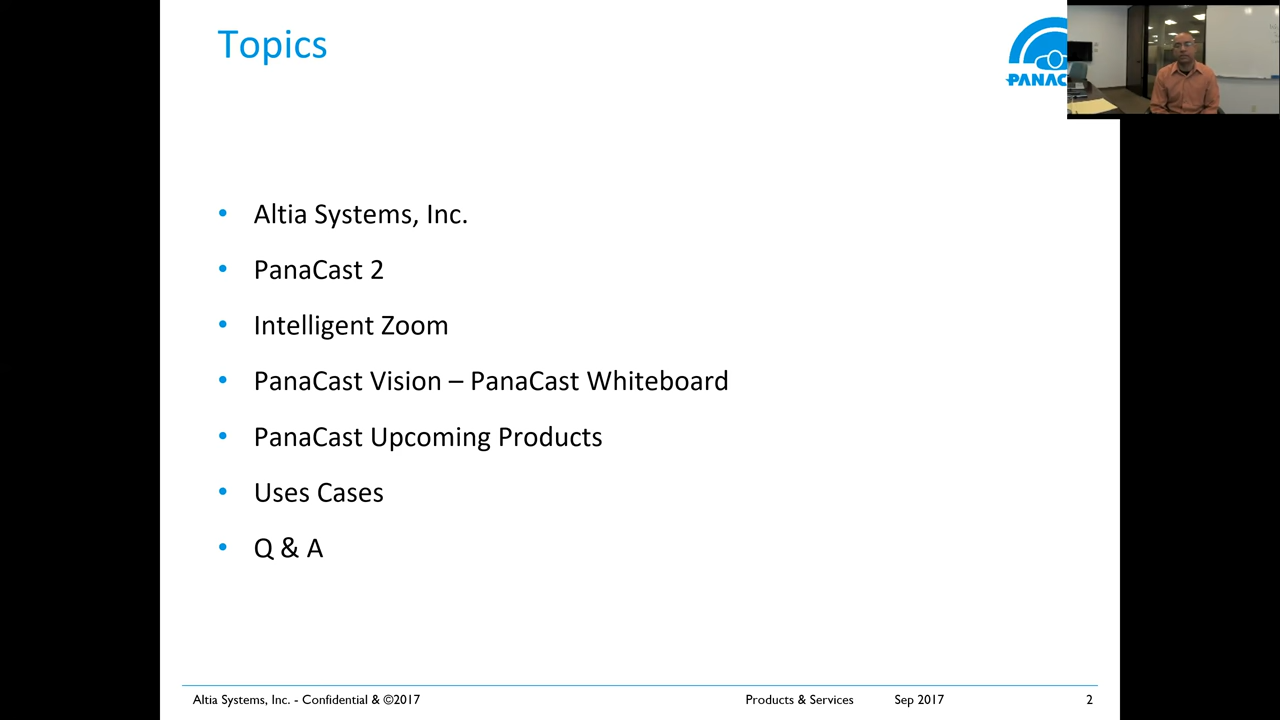 Topics
PANAC
• Altia Systems, Inc.
• PanaCast 2
• Intelligent Zoom
• PanaCast Vision – PanaCast Whiteboard
• PanaCast Upcoming Products
• Uses Cases
• Q & A
Altia Systems, Inc. - Confidential & ©2017 Products & Services Sep 2017 2